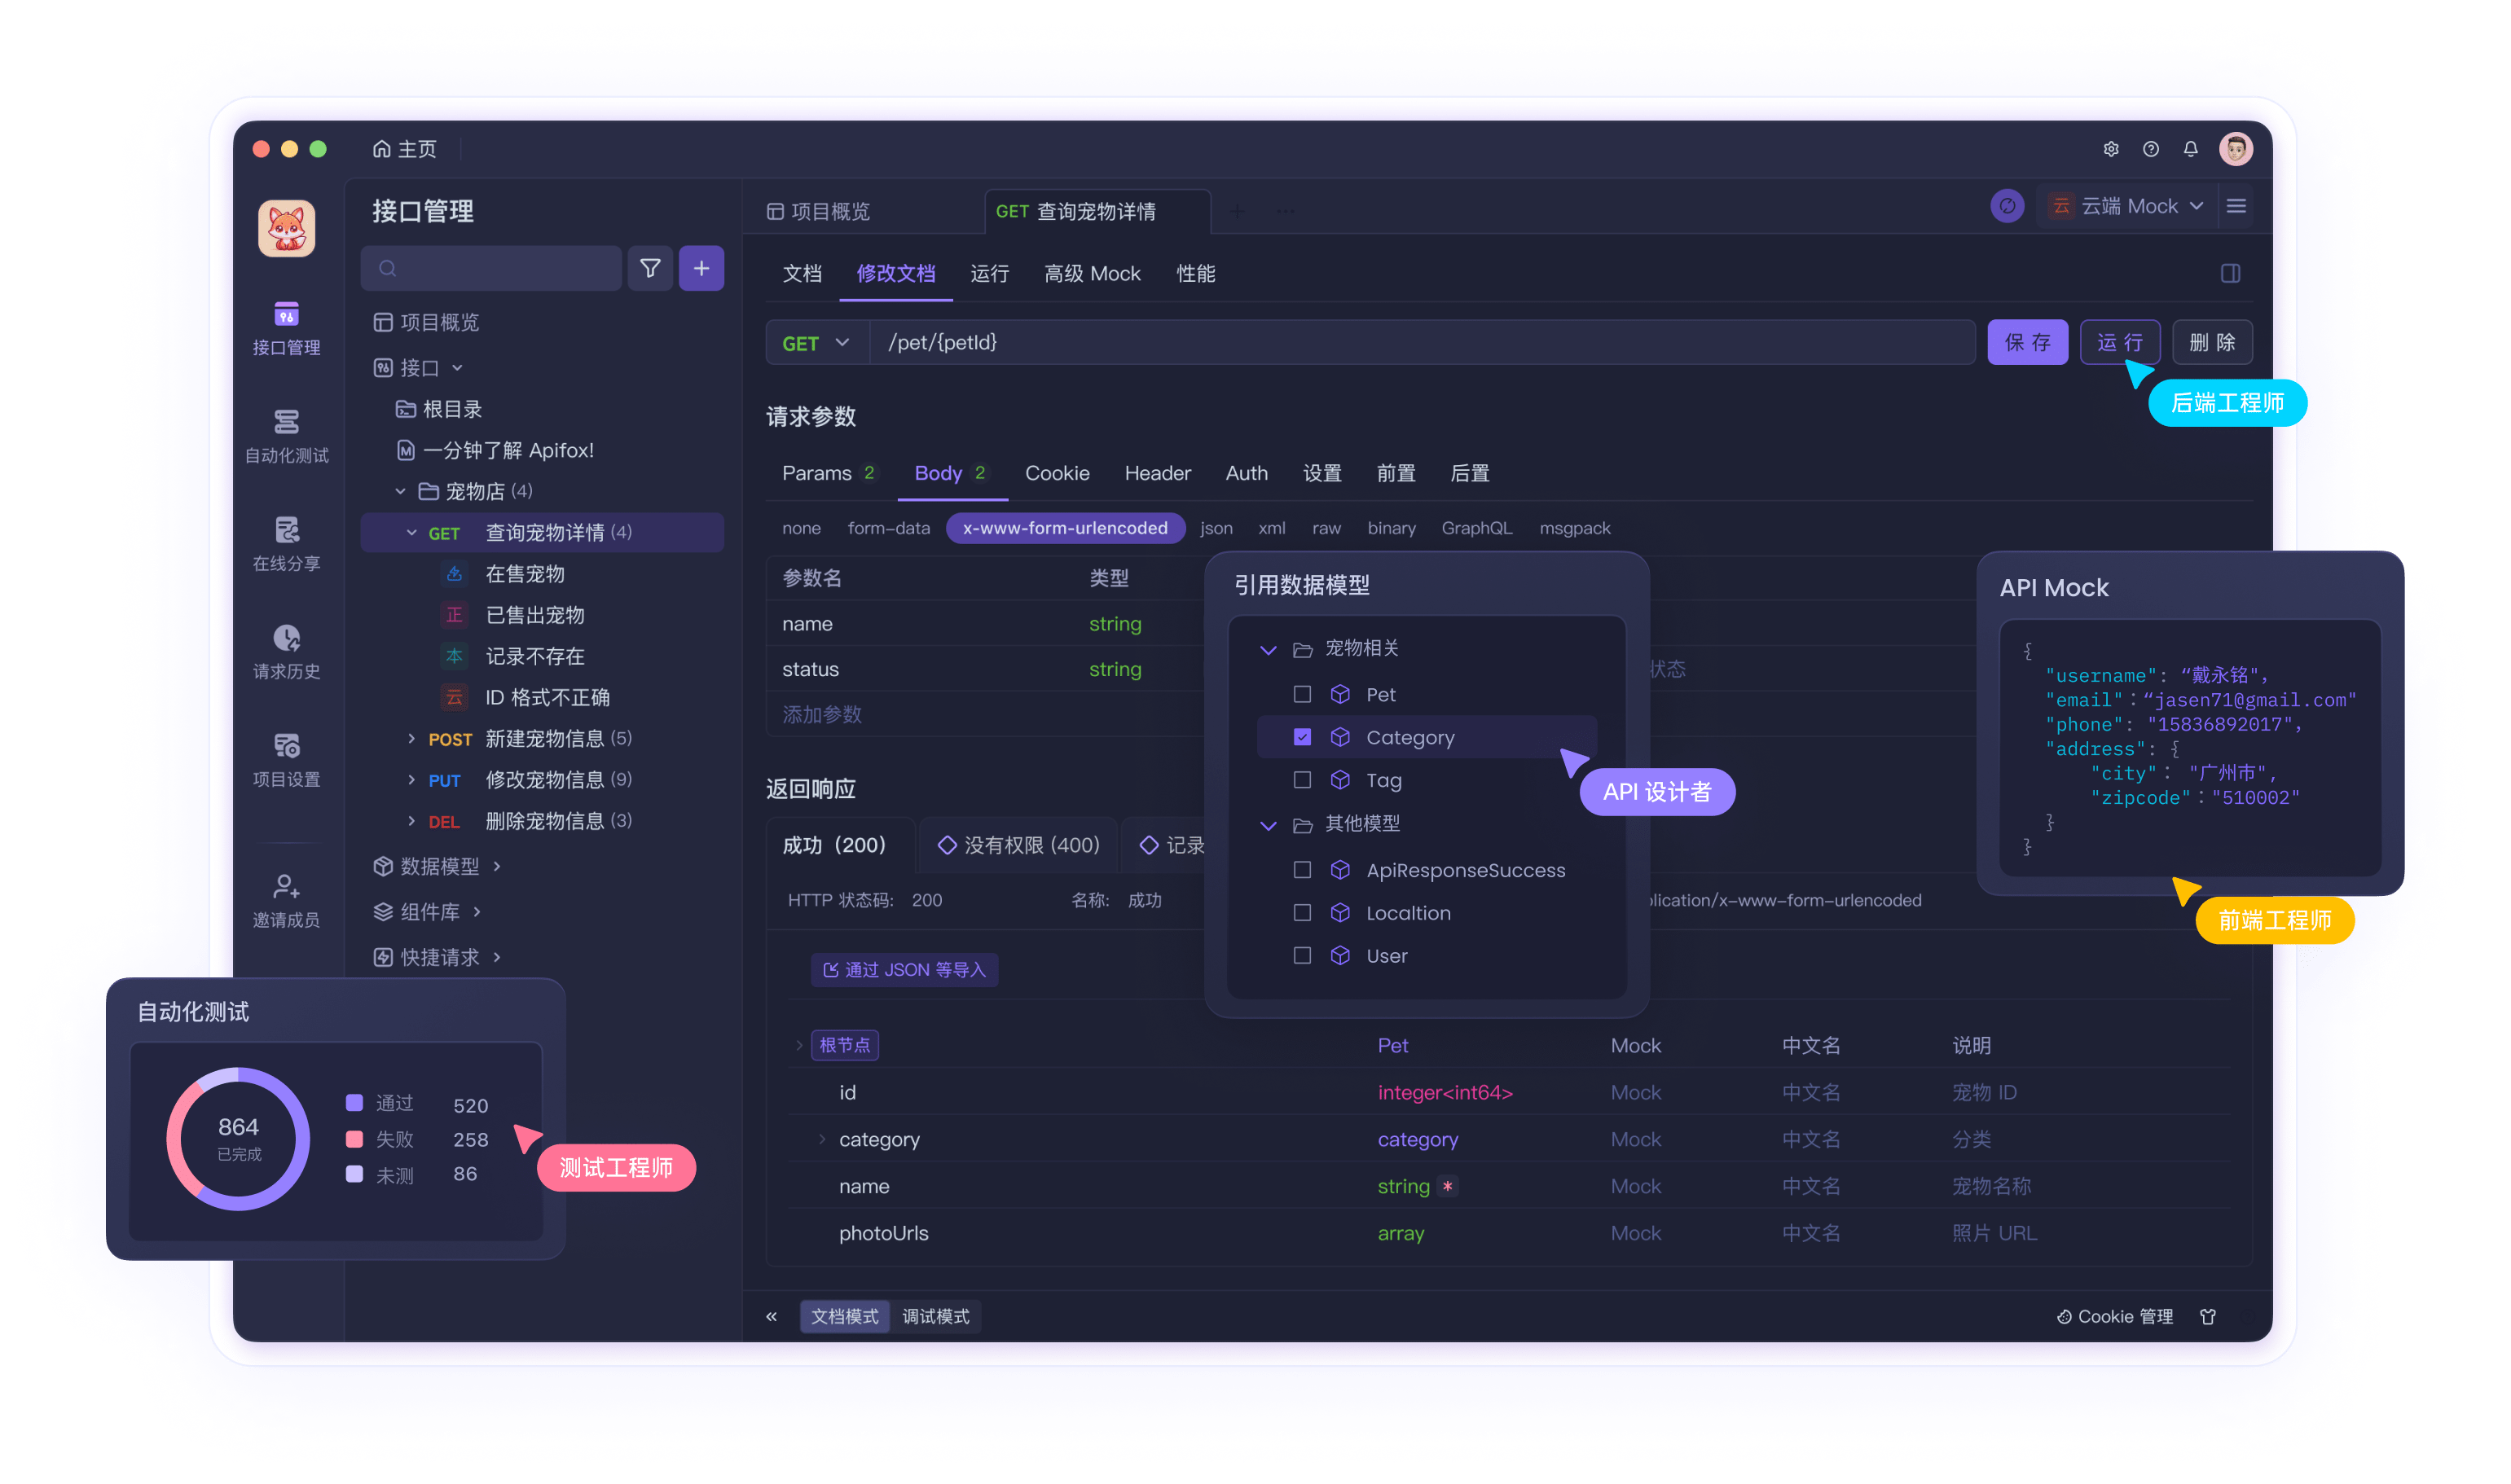 主页
接口管理
自动化测试
在线分享
请求历史
项目设置
邀请成员
接口管理
项目概览
接口
根目录
一分钟了解 Apifox!
宠物店 (4)
GET 查询宠物详情 (4)
在售宠物
正 已售出宠物
本 记录不存在
云 ID 格式不正确
POST 新建宠物信息 (5)
PUT 修改宠物信息 (9)
DEL 删除宠物信息 (3)
数据模型
组件库
快捷请求
项目概览 GET 查询宠物详情
云 云端 Mock
文档 修改文档 运行 高级 Mock 性能
GET /pet/{petId} 保存 运行 删除
后端工程师
请求参数
Params 2 Body 2 Cookie Header Auth 设置 前置 后置
none form-data x-www-form-urlencoded json xml raw binary GraphQL msgpack
参数名 类型
name string
status string 状态
添加参数
返回响应
成功（200） 没有权限 (400) 记录
HTTP 状态码: 200 名称: 成功 lication/x-www-form-urlencoded
通过 JSON 等导入
根节点 Pet Mock 中文名 说明
id integer<int64> Mock 中文名 宠物 ID
category category Mock 中文名 分类
name string * Mock 中文名 宠物名称
photoUrls array Mock 中文名 照片 URL
« 文档模式 调试模式 Cookie 管理
引用数据模型
宠物相关
Pet
Category
Tag
其他模型
ApiResponseSuccess
Localtion
User
API 设计者
API Mock
{
"username": “戴永铭",
"email":“jasen71@gmail.com"
"phone": "15836892017",
"address": {
"city": "广州市",
"zipcode":"510002"
}
}
前端工程师
自动化测试
864
已完成
通过 520
失败 258
未测 86
测试工程师